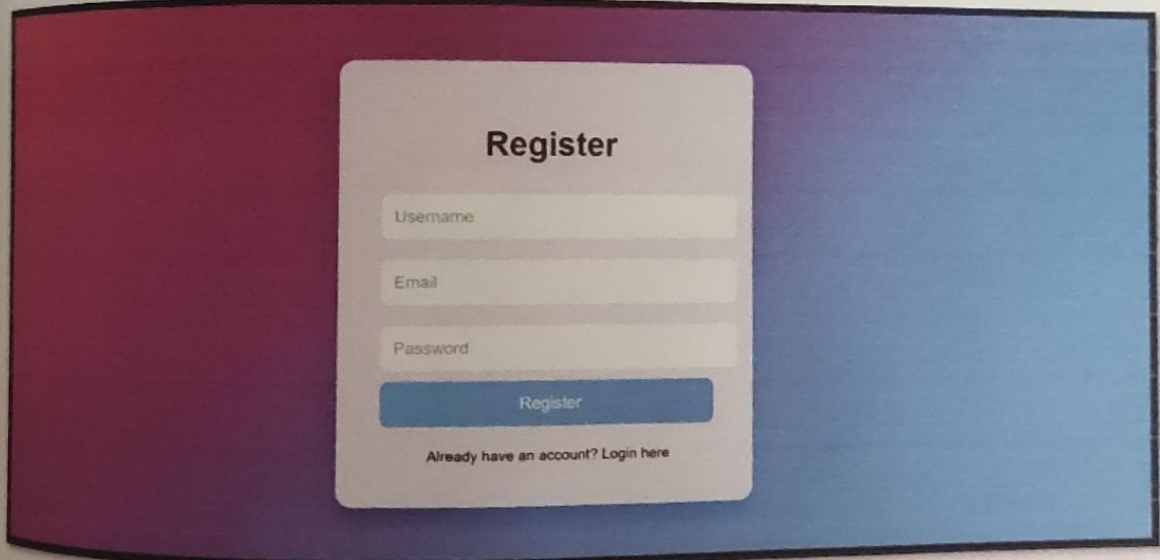 Register
Username
Email
Password
Register
Already have an account? Login here